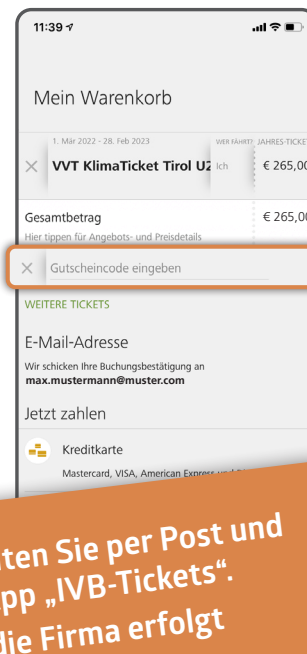 11:39
Mein Warenkorb
1. Mär 2022 - 28. Feb 2023 WER FÄHRT? JAHRES-TICKE
VVT KlimaTicket Tirol U2 Ich € 265,00
Gesamtbetrag € 265,00
Hier tippen für Angebots- und Preisdetails
Gutscheincode eingeben
WEITERE TICKETS
E-Mail-Adresse
Wir schicken Ihre Buchungsbestätigung an
max.mustermann@muster.com
Jetzt zahlen
Kreditkarte
Mastercard, VISA, American Express und
ten Sie per Post und
pp „IVB-Tickets“.
die Firma erfolgt